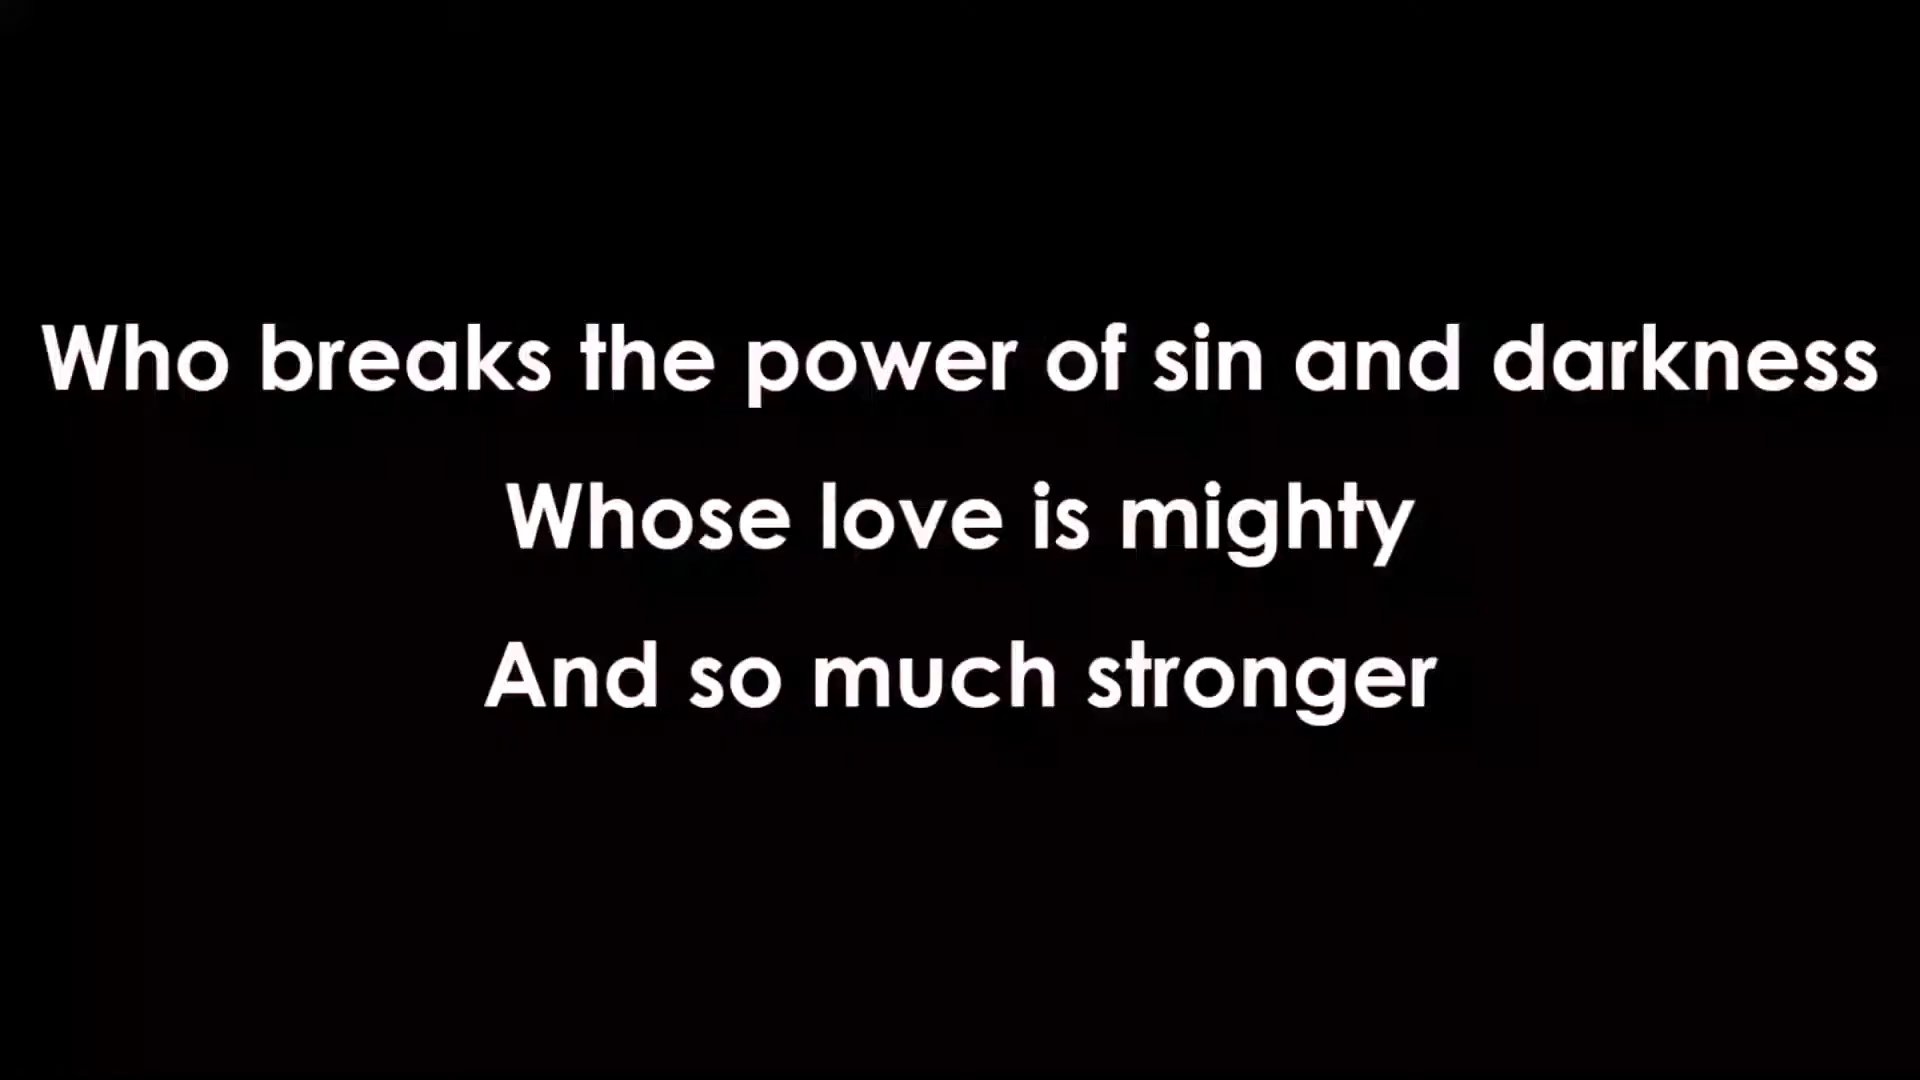 Who breaks the power of sin and darkness
Whose love is mighty
And so much stronger